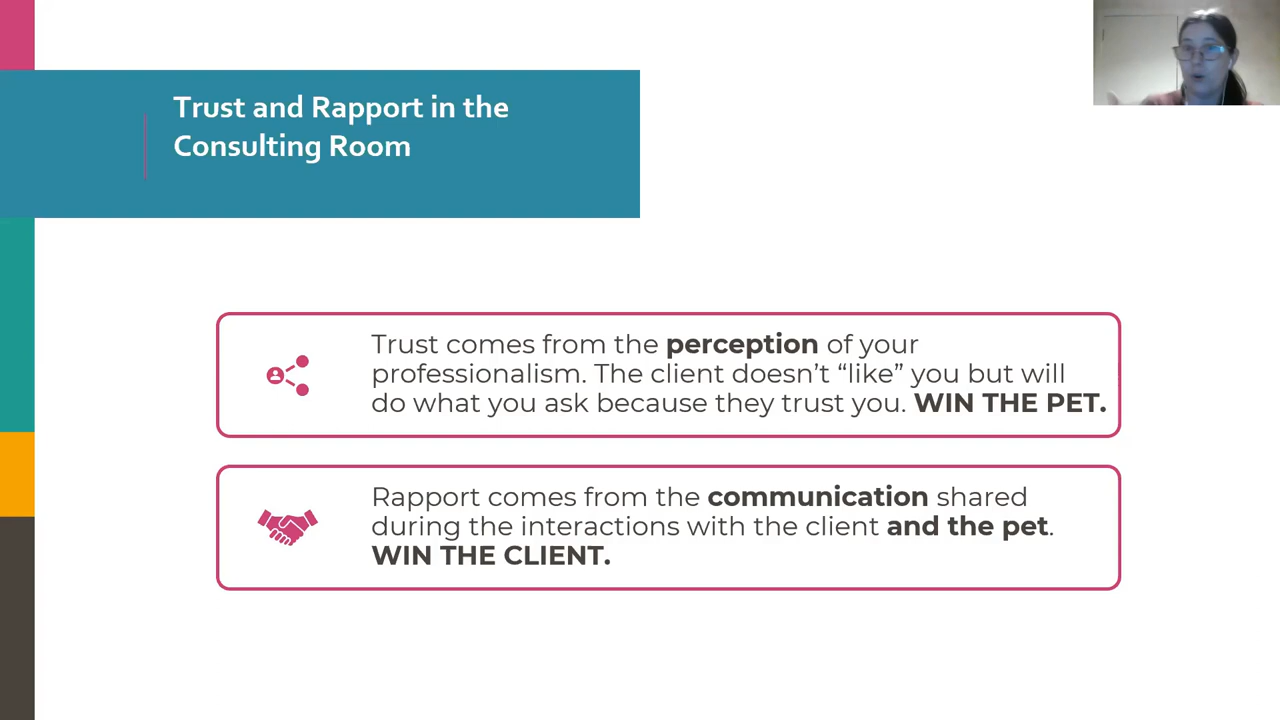 Trust and Rapport in the
Consulting Room
Trust comes from the perception of your
professionalism. The client doesn’t “like” you but will
do what you ask because they trust you. WIN THE PET.
Rapport comes from the communication shared
during the interactions with the client and the pet.
WIN THE CLIENT.